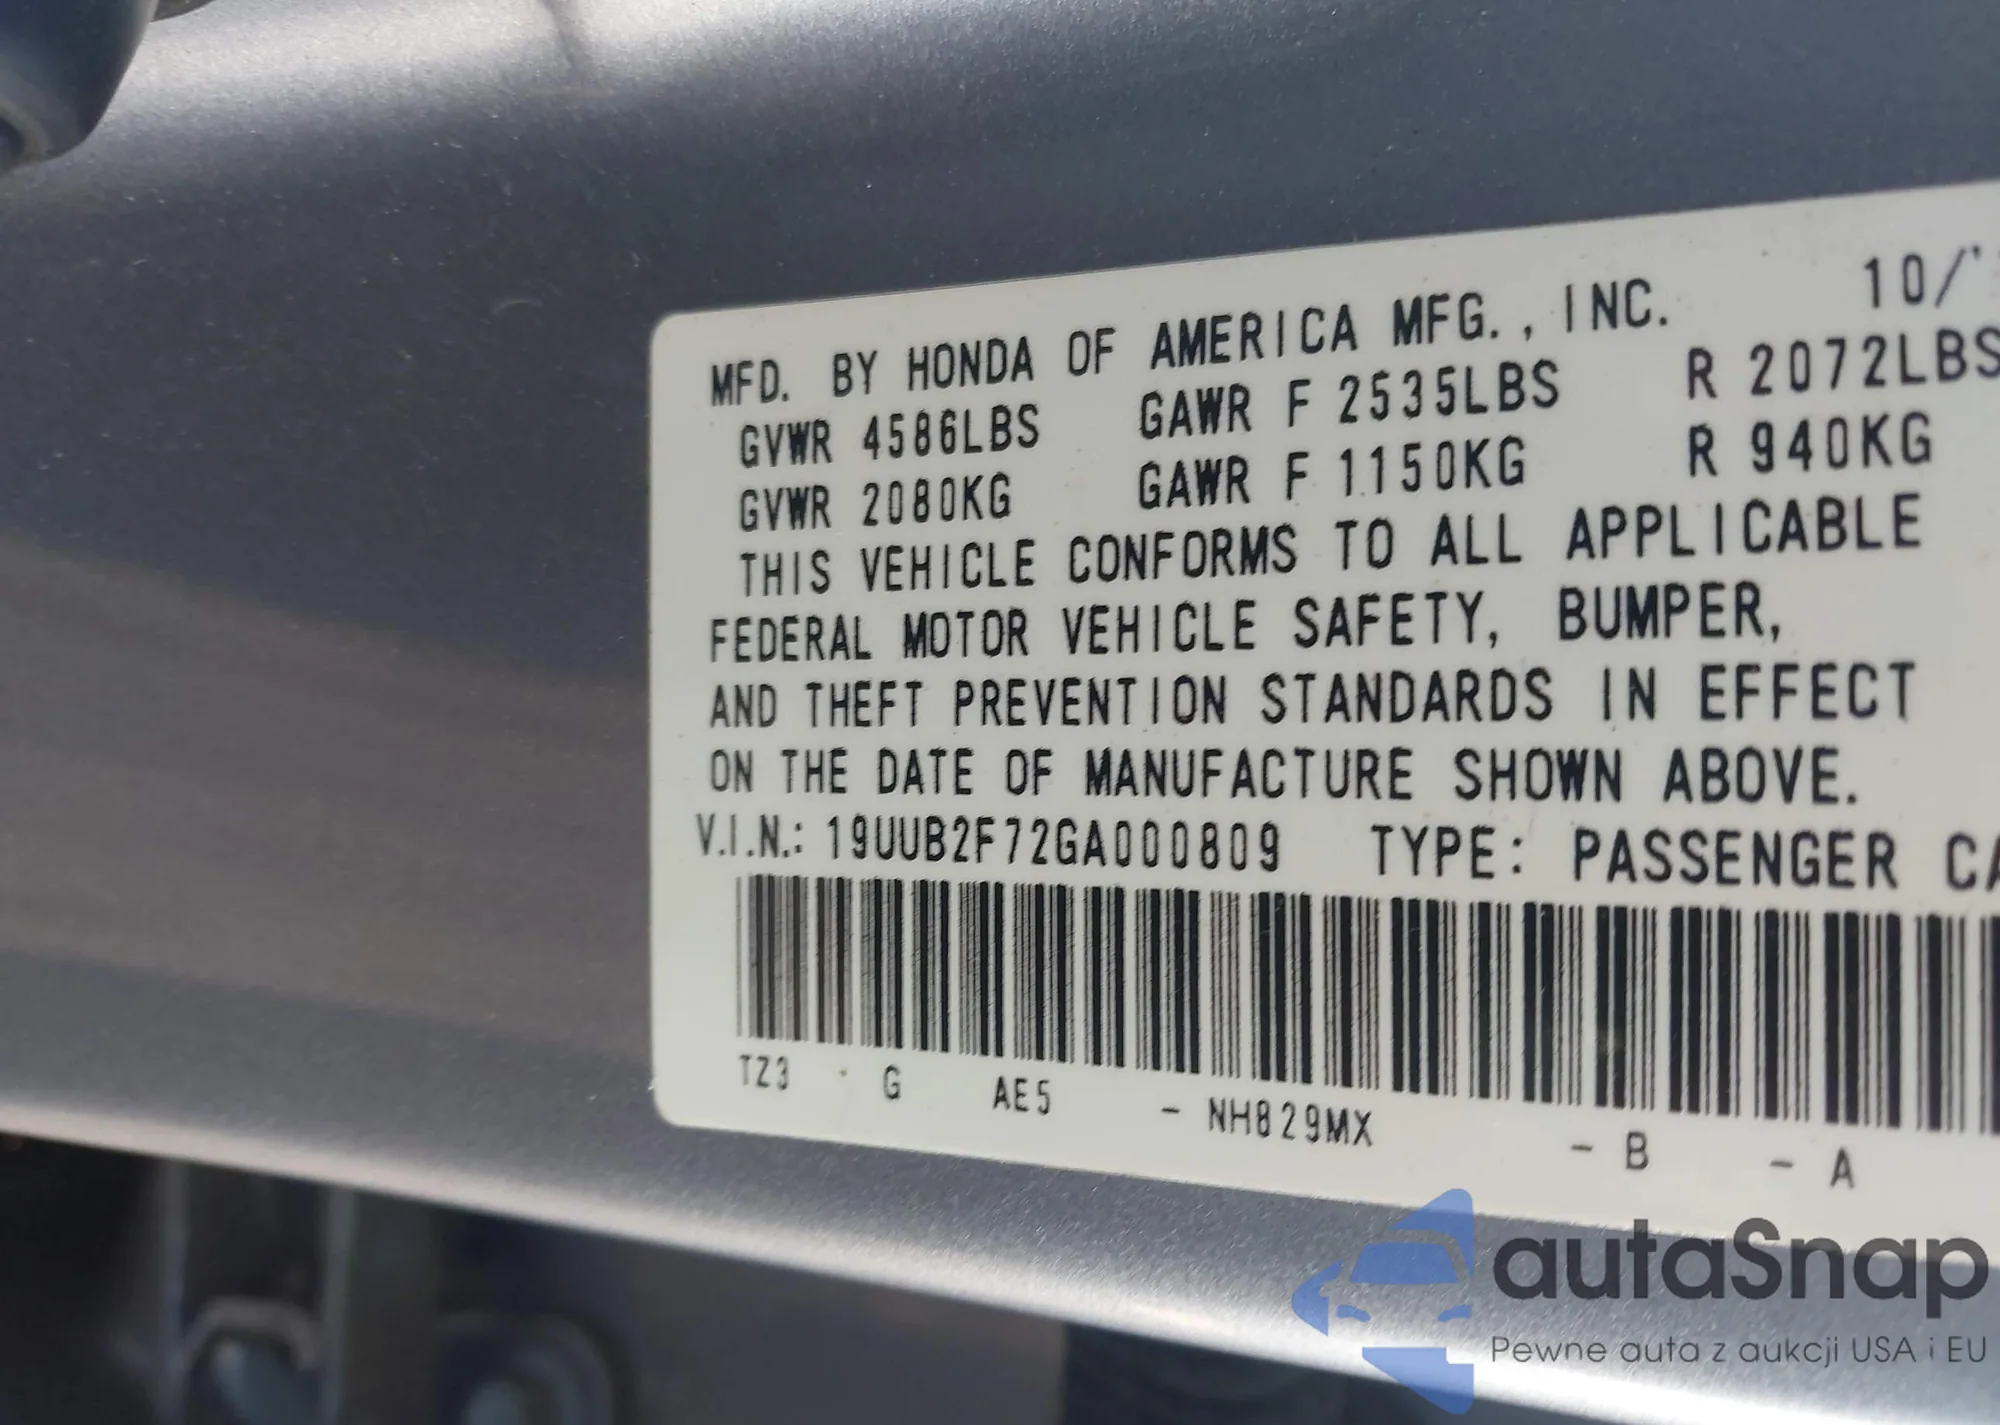 MFD. BY HONDA OF AMERICA MFG., INC. 10/
GVWR 4586LBS GAWR F 2535LBS R 2072LBS
GVWR 2080KG GAWR F 1150KG R 940KG
THIS VEHICLE CONFORMS TO ALL APPLICABLE
FEDERAL MOTOR VEHICLE SAFETY, BUMPER,
AND THEFT PREVENTION STANDARDS IN EFFECT
ON THE DATE OF MANUFACTURE SHOWN ABOVE.
V.I.N.: 19UUB2F72GA000809 TYPE: PASSENGER CA
TZ3 G AE5 - NH829MX - B - A
autaSnap
Pewne auta z aukcji USA i EU